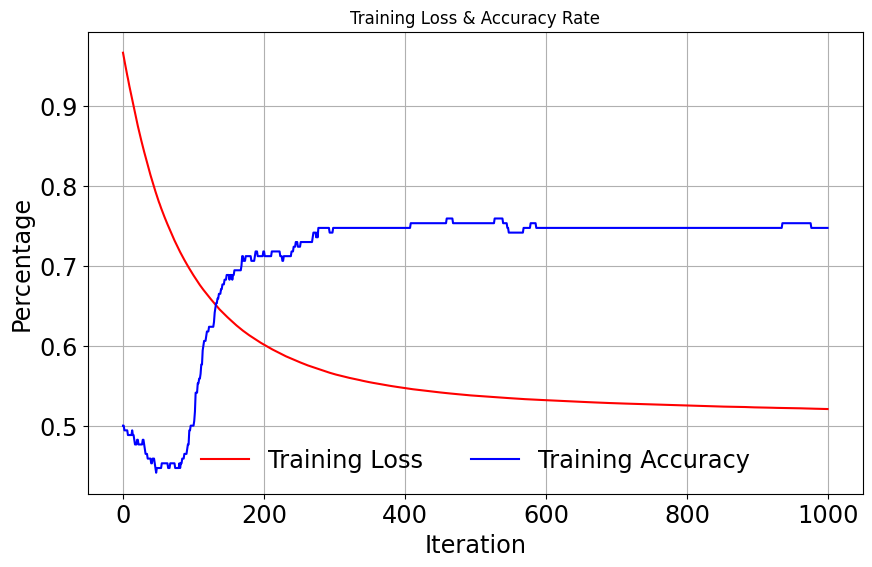 Training Loss & Accuracy Rate
Percentage
0.9
0.8
0.7
0.6
0.5
Training Loss Training Accuracy
0 200 400 600 800 1000
Iteration